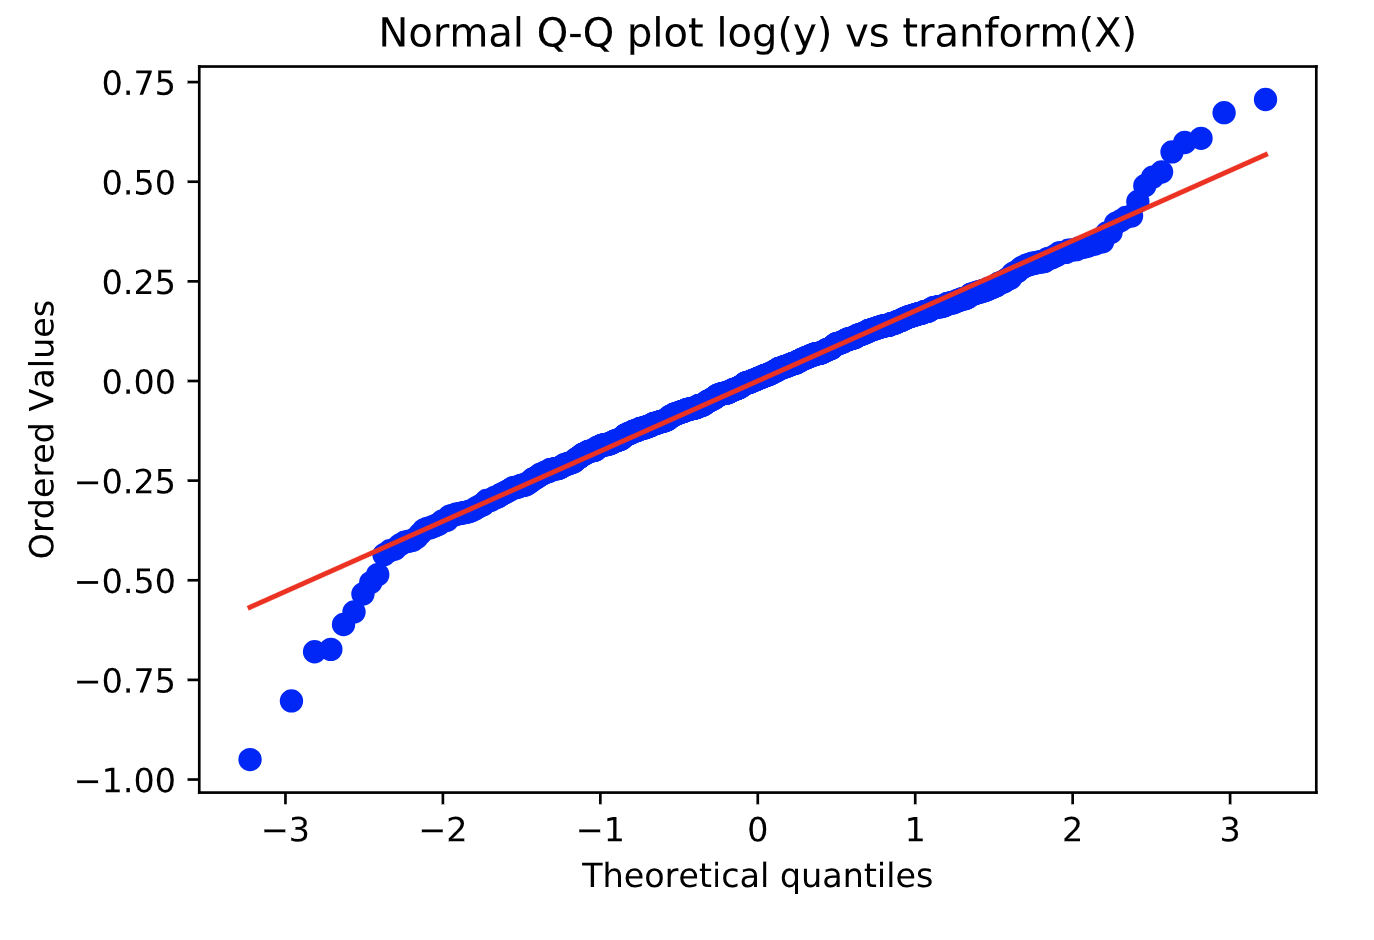 Normal Q-Q plot log(y) vs tranform(X)
0.75
0.50
0.25
0.00
−0.25
−0.50
−0.75
−1.00
Ordered Values
−3 −2 −1 0 1 2 3
Theoretical quantiles